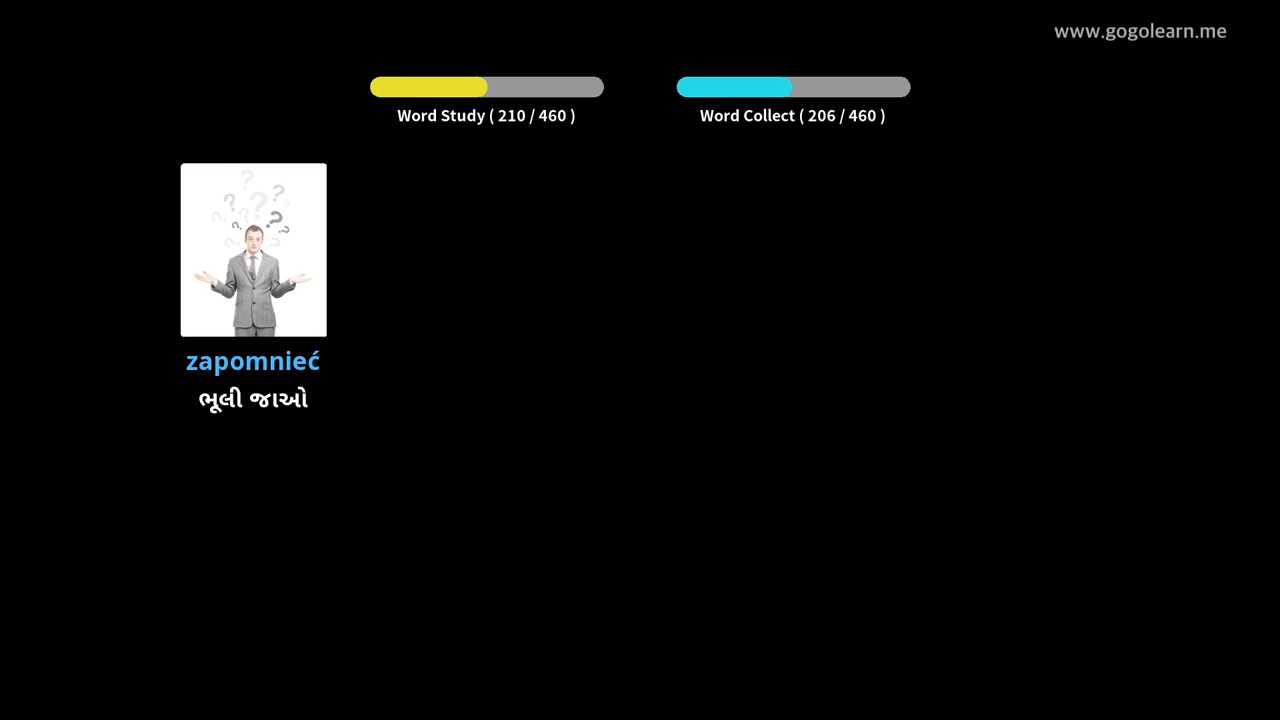 www.gogolearn.me
Word Study ( 210 / 460 )
Word Collect ( 206 / 460 )
zapomnieć
ભૂલી જાઓ